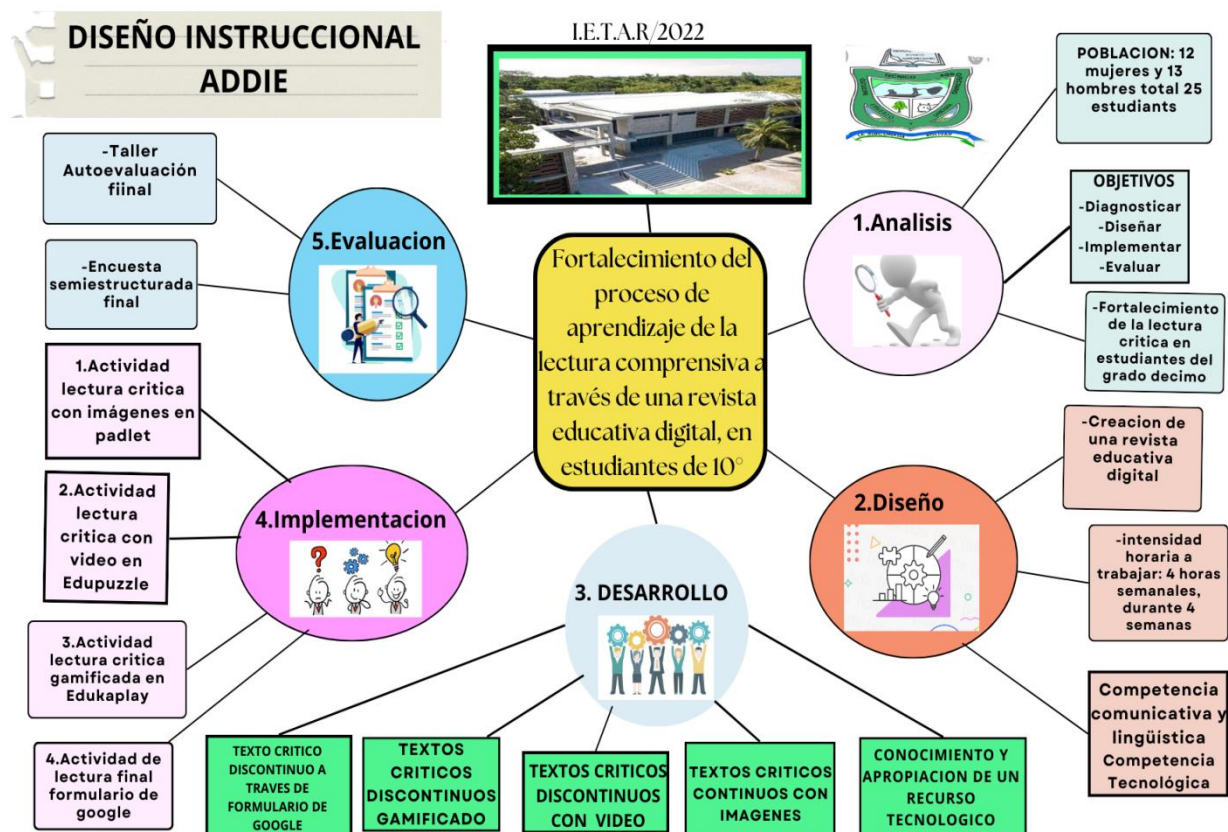 DISEÑO INSTRUCCIONAL
ADDIE
I.E.T.A.R/2022
Fortalecimiento del
proceso de
aprendizaje de la
lectura comprensiva a
través de una revista
educativa digital, en
estudiantes de 10°
1.Analisis
POBLACION: 12
mujeres y 13
hombres total 25
estudiants
OBJETIVOS
-Diagnosticar
-Diseñar
-Implementar
-Evaluar
-Fortalecimiento
de la lectura
critica en
estudiantes del
grado decimo
2.Diseño
-Creacion de
una revista
educativa
digital
-intensidad
horaria a
trabajar: 4 horas
semanales,
durante 4
semanas
Competencia
comunicativa y
lingüística
Competencia
Tecnológica
3. DESARROLLO
TEXTO CRITICO
DISCONTINUO A
TRAVES DE
FORMULARIO DE
GOOGLE
TEXTOS
CRITICOS
DISCONTINUOS
GAMIFICADO
TEXTOS CRITICOS
DISCONTINUOS
CON VIDEO
TEXTOS CRITICOS
CONTINUOS CON
IMAGENES
CONOCIMIENTO Y
APROPIACION DE UN
RECURSO
TECNOLOGICO
4.Implementacion
1.Actividad
lectura critica
con imágenes en
padlet
2.Actividad
lectura
critica con
video en
Edupuzzle
3.Actividad
lectura critica
gamificada en
Edukaplay
4.Actividad de
lectura final
formulario de
google
5.Evaluacion
-Taller
Autoevaluación
fiinal
-Encuesta
semiestructurada
final